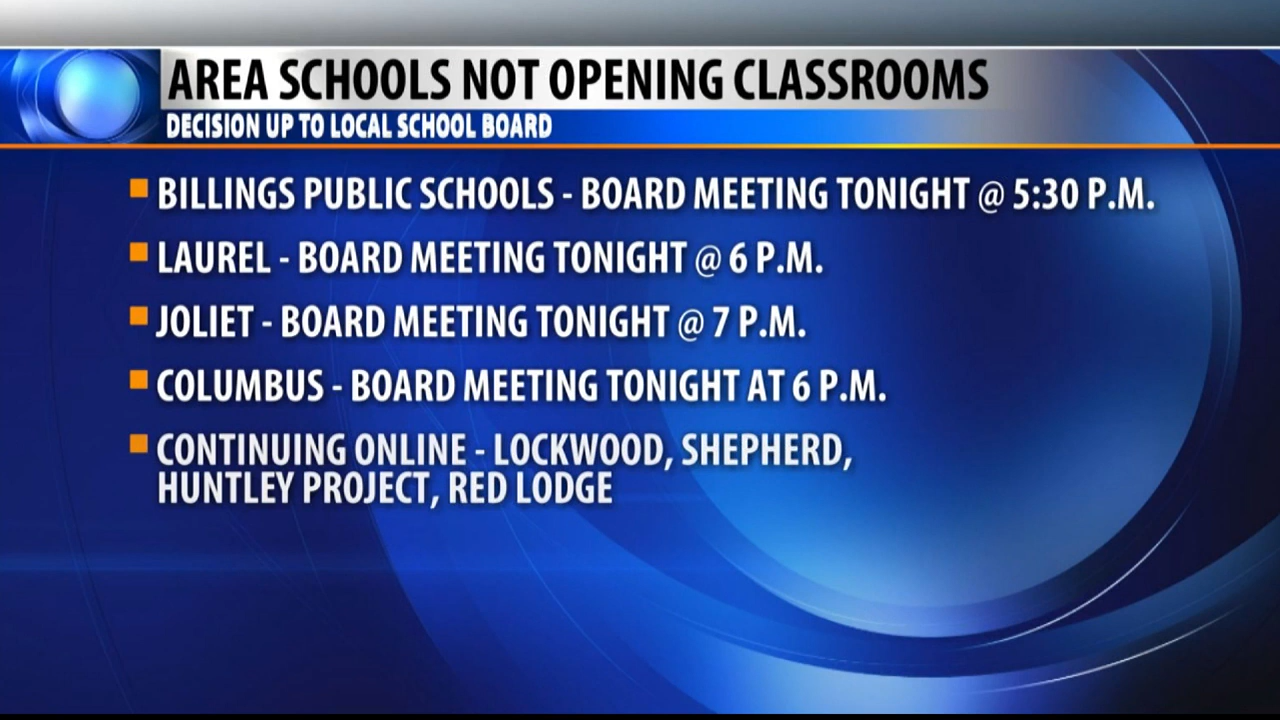 AREA SCHOOLS NOT OPENING CLASSROOMS
DECISION UP TO LOCAL SCHOOL BOARD
BILLINGS PUBLIC SCHOOLS - BOARD MEETING TONIGHT @ 5:30 P.M.
LAUREL - BOARD MEETING TONIGHT @ 6 P.M.
JOLIET - BOARD MEETING TONIGHT @ 7 P.M.
COLUMBUS - BOARD MEETING TONIGHT AT 6 P.M.
CONTINUING ONLINE - LOCKWOOD, SHEPHERD,
HUNTLEY PROJECT, RED LODGE